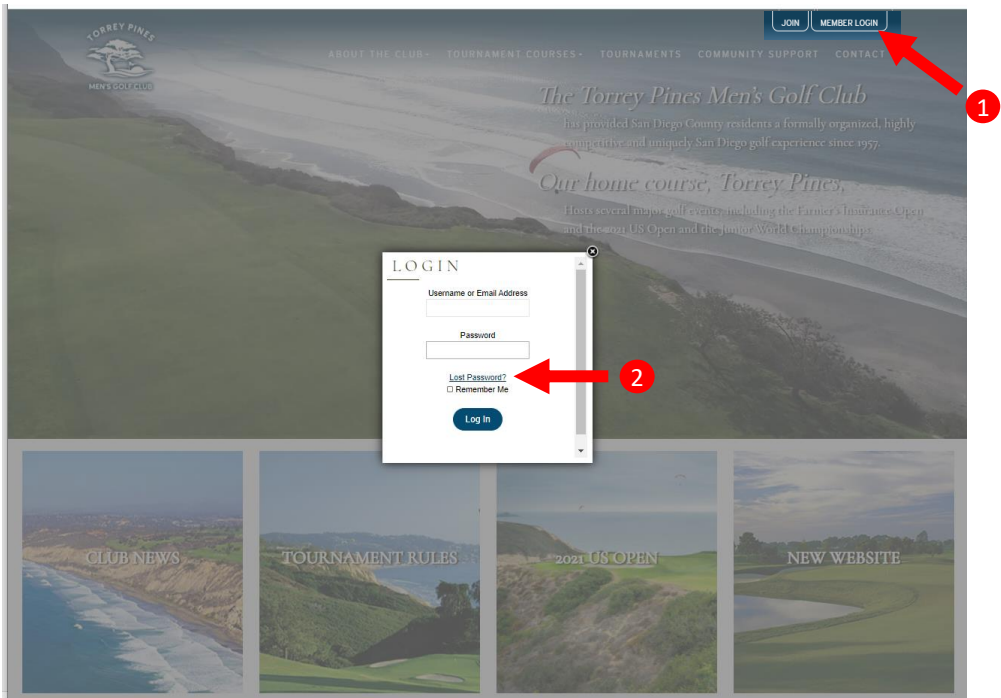 JOIN
MEMBER LOGIN
TORREY PINES
MEN'S GOLF CLUB
ABOUT THE CLUB
TOURNAMENT COURSES
TOURNAMENTS
COMMUNITY SUPPORT
CONTACT
1
The Torrey Pines Men's Golf Club
has provided San Diego County residents a formally organized, highly
competitive and uniquely San Diego golf experience since 1957.
Our home course, Torrey Pines,
Hosts several major golf events, including the Farmer's Insurance Open
and the 2021 US Open and the Junior World Championships.
LOGIN
Username or Email Address
Password
Lost Password?
2
Remember Me
Log In
CLUB NEWS
TOURNAMENT RULES
2021 US OPEN
NEW WEBSITE